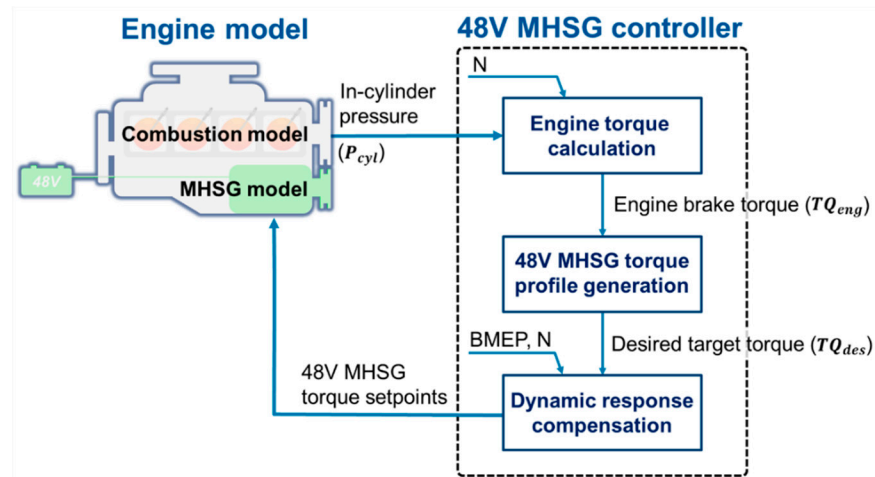 Engine model
48V MHSG controller
N
In-cylinder
pressure
(P_cyl)
Combustion model
MHSG model
48V
Engine torque
calculation
Engine brake torque (TQ_eng)
48V MHSG torque
profile generation
BMEP, N
Desired target torque (TQ_des)
48V MHSG
torque setpoints
Dynamic response
compensation